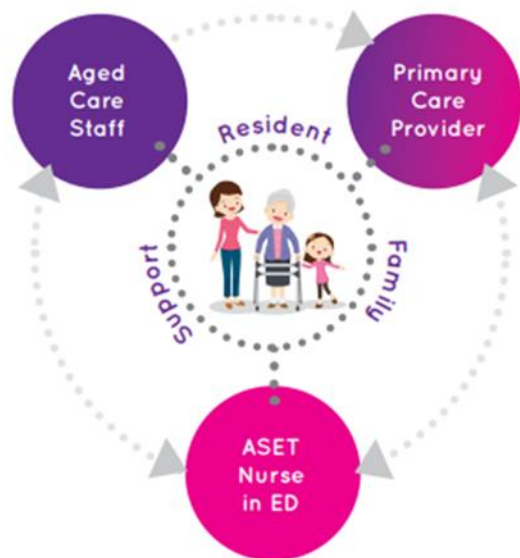 Aged
Care
Staff
Primary
Care
Provider
Resident
Support
Family
ASET
Nurse
in ED